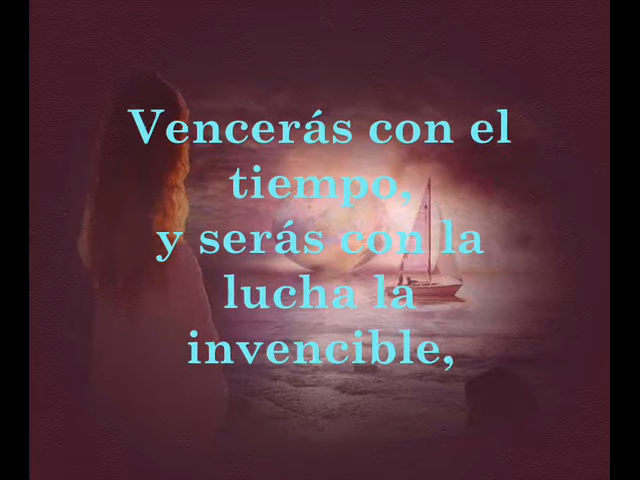 Vencerás con el
tiempo,
y serás con la
lucha la
invencible,